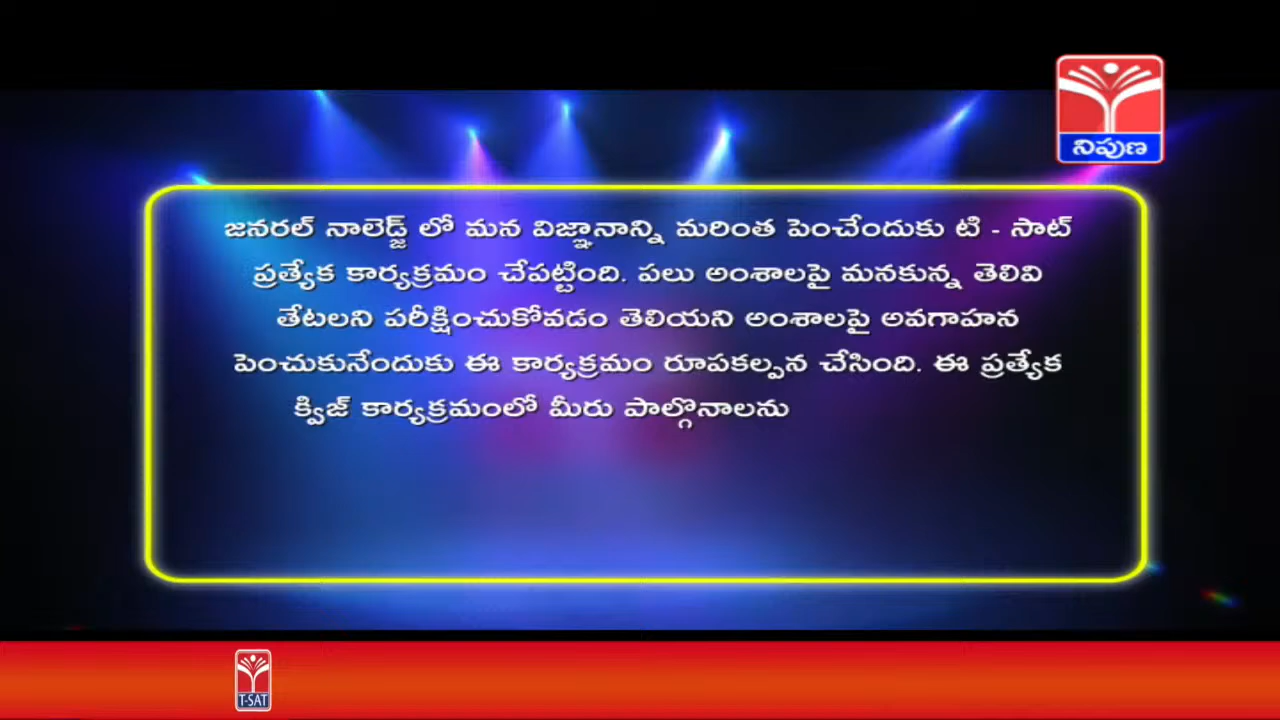 నిపుణ
జనరల్ నాలెడ్జ్ లో మన విజ్ఞానాన్ని మరింత పెంచేందుకు టి - సాట్
ప్రత్యేక కార్యక్రమం చేపట్టింది. పలు అంశాలపై మనకున్న తెలివి
తేటలని పరీక్షించుకోవడం తెలియని అంశాలపై అవగాహన
పెంచుకునేందుకు ఈ కార్యక్రమం రూపకల్పన చేసింది. ఈ ప్రత్యేక
క్విజ్ కార్యక్రమంలో మీరు పాల్గొనాలను
T-SAT